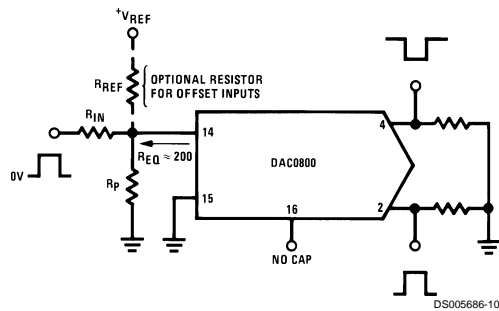 +VREF
RREF
OPTIONAL RESISTOR
FOR OFFSET INPUTS
RIN
14
4
REQ ≈ 200
DAC0800
0V
RP
15
16
2
NO CAP
DS005686-10